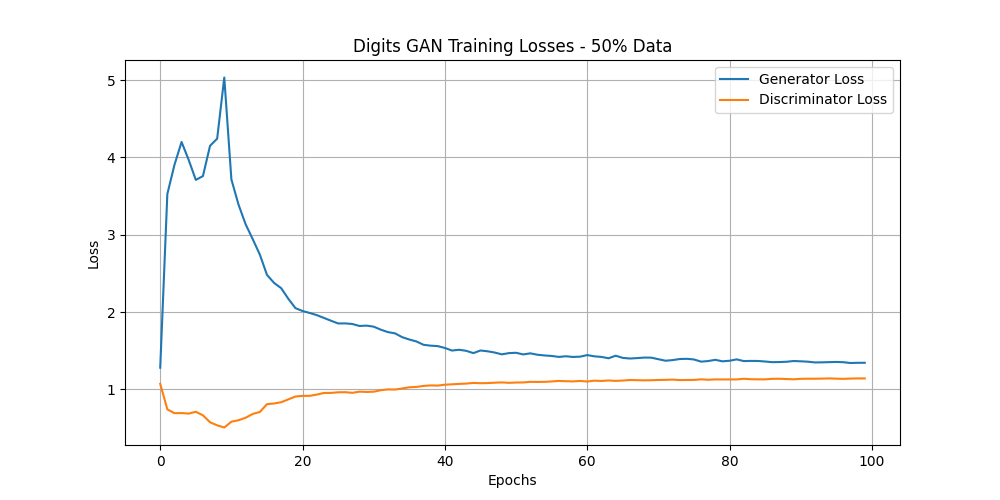 Digits GAN Training Losses - 50% Data
Generator Loss
Discriminator Loss
5
4
3
2
1
Loss
0
20
40
60
80
100
Epochs